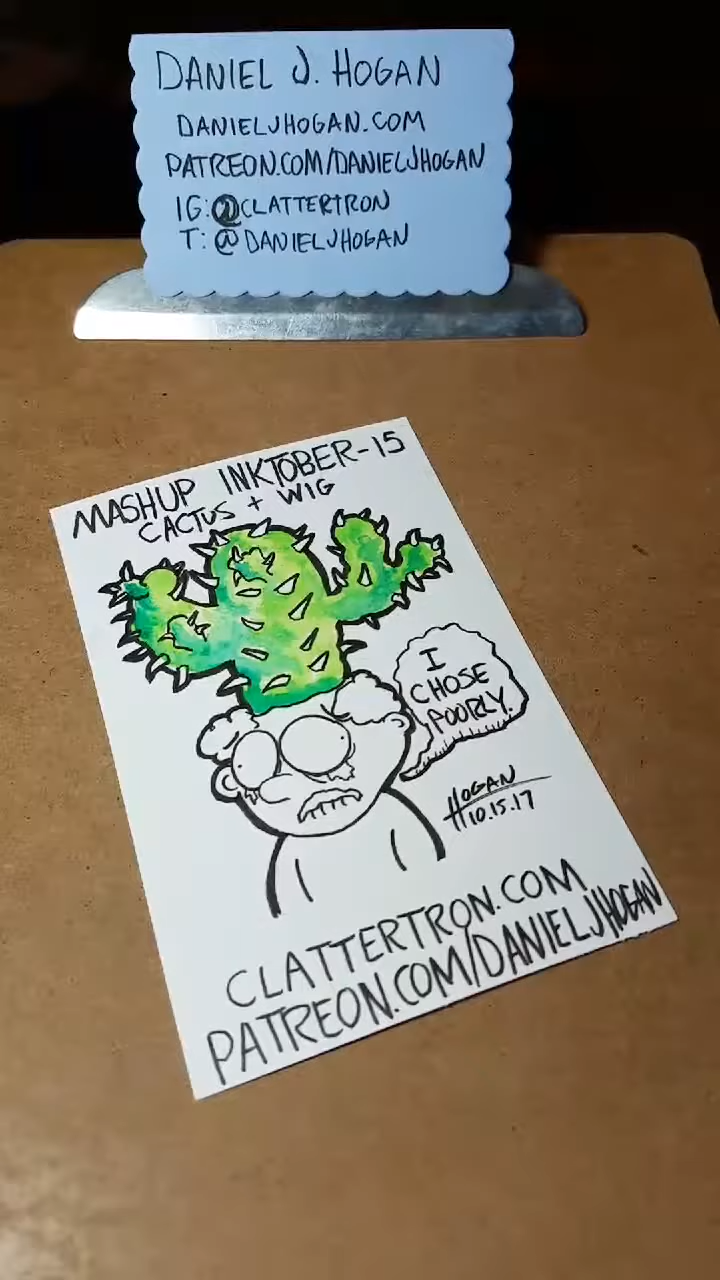 DANIEL J. HOGAN
DANIELJHOGAN.COM
PATREON.COM/DANIELJHOGAN
IG:@CLATTERTRON
T: @DANIELJHOGAN
MASHUP INKTOBER-15
CACTUS + WIG
I
CHOSE
POORLY.
HOGAN
10.15.17
CLATTERTRON.COM
PATREON.COM/DANIELJHOGAN